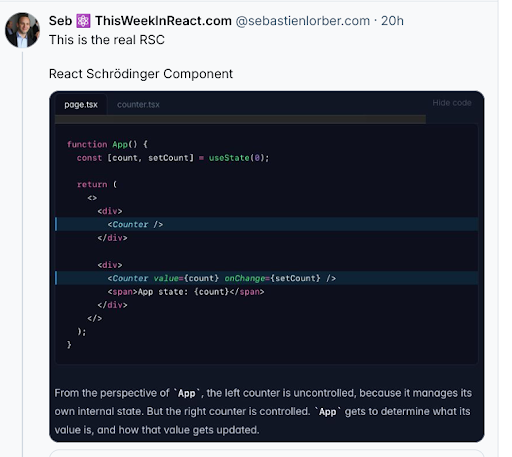 Seb ⚛️ ThisWeekInReact.com @sebastienlorber.com · 20h
This is the real RSC
React Schrödinger Component
page.tsx counter.tsx Hide code
function App() {
const [count, setCount] = useState(0);
return (
<>
<div>
<Counter />
</div>
<div>
<Counter value={count} onChange={setCount} />
<span>App state: {count}</span>
</div>
</>
);
}
From the perspective of `App`, the left counter is uncontrolled, because it manages its
own internal state. But the right counter is controlled. `App` gets to determine what its
value is, and how that value gets updated.